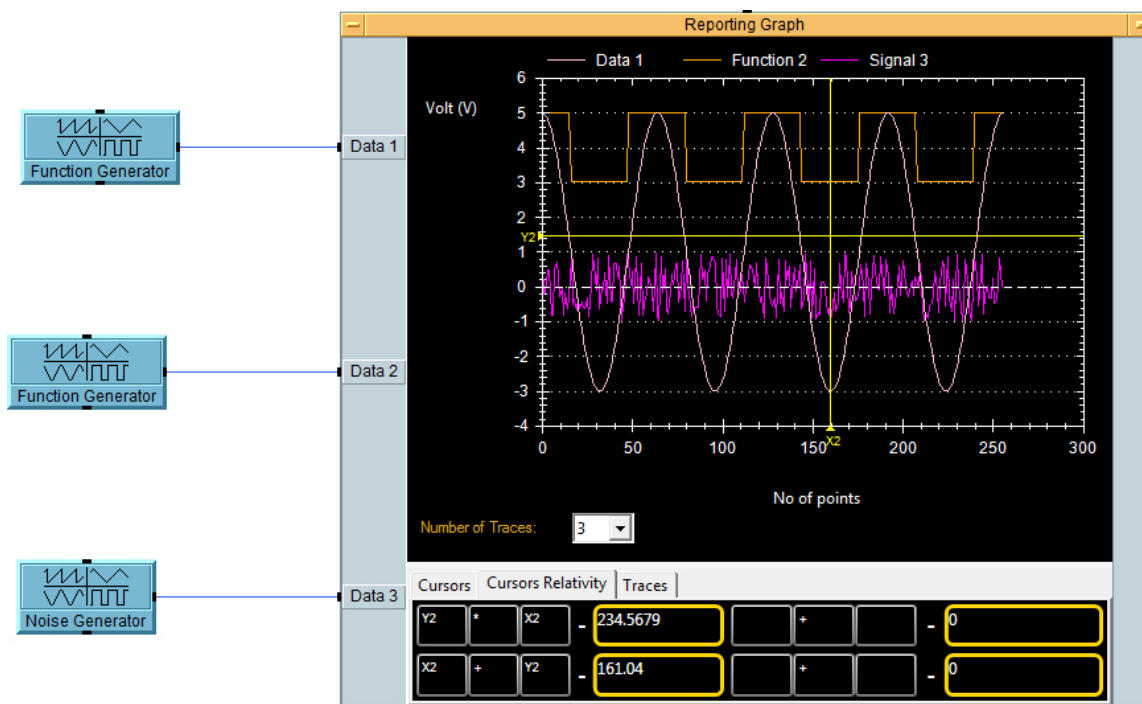 Reporting Graph
Data 1 Function 2 Signal 3
Volt (V)
6
5
4
3
2
1
0
-1
-2
-3
-4
Y2
X2
0 50 100 150 200 250 300
No of points
Number of Traces: 3
Function Generator
Data 1
Function Generator
Data 2
Noise Generator
Data 3
Cursors Cursors Relativity Traces
Y2 * X2 - 234.5679 + - 0
X2 + Y2 - 161.04 + - 0